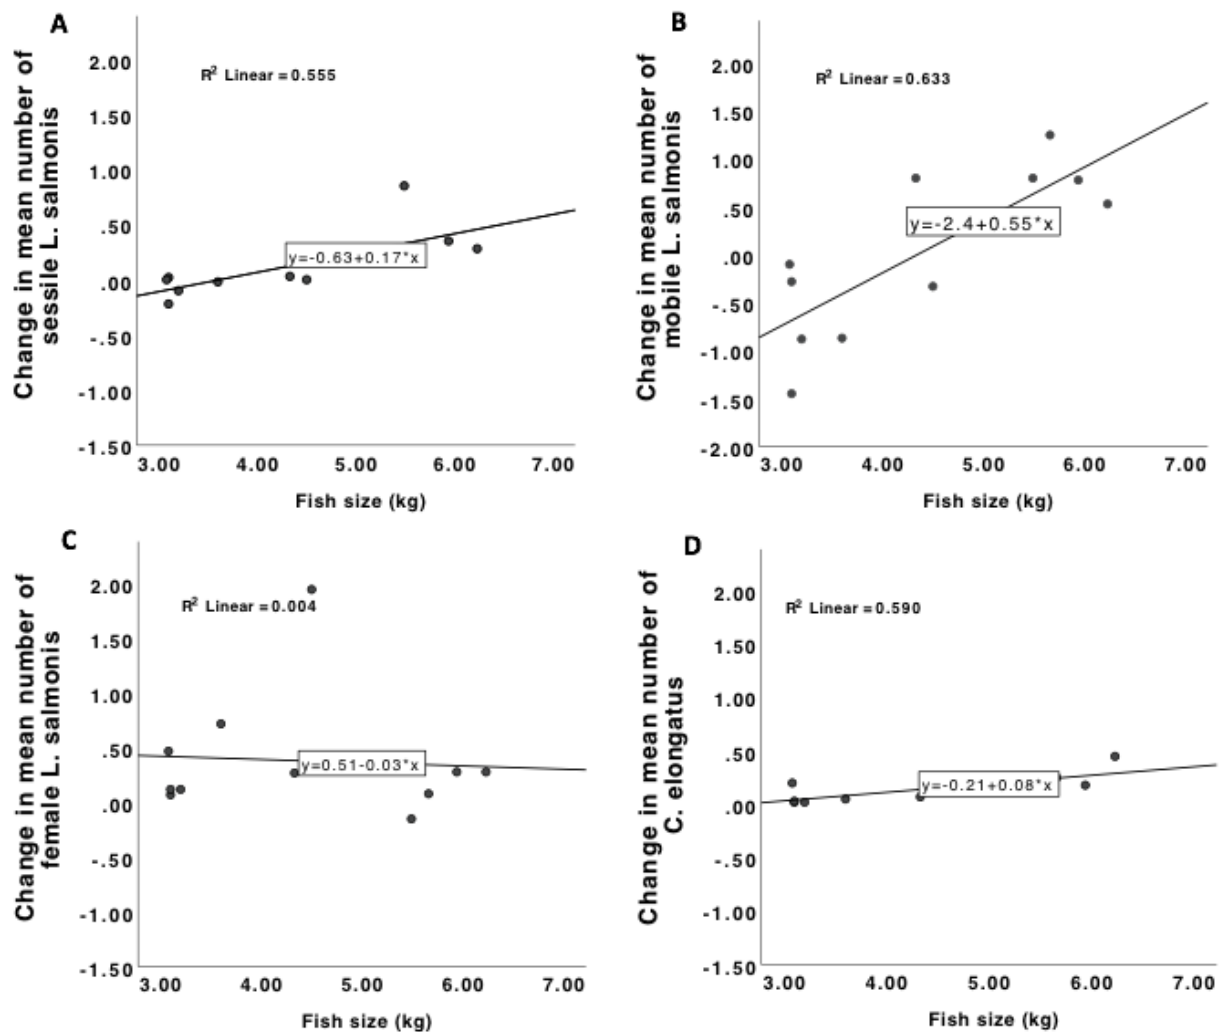 A
Change in mean number of
sessile L. salmonis
R² Linear=0.555
y=-0.63+0.17*x
2.00
1.50
1.00
.50
.00
-.50
-1.00
-1.50
3.00 4.00 5.00 6.00 7.00
Fish size (kg)
B
Change in mean number of
mobile L. salmonis
R² Linear=0.633
y=-2.4+0.55*x
2.00
1.50
1.00
.50
.00
-.50
-1.00
-1.50
-2.00
3.00 4.00 5.00 6.00 7.00
Fish size (kg)
C
Change in mean number of
female L. salmonis
R² Linear=0.004
y=0.51-0.03*x
2.00
1.50
1.00
.50
.00
-.50
-1.00
-1.50
3.00 4.00 5.00 6.00 7.00
Fish size (kg)
D
Change in mean number of
C. elongatus
R² Linear=0.590
y=-0.21+0.08*x
2.00
1.50
1.00
.50
.00
-.50
-1.00
-1.50
3.00 4.00 5.00 6.00 7.00
Fish size (kg)